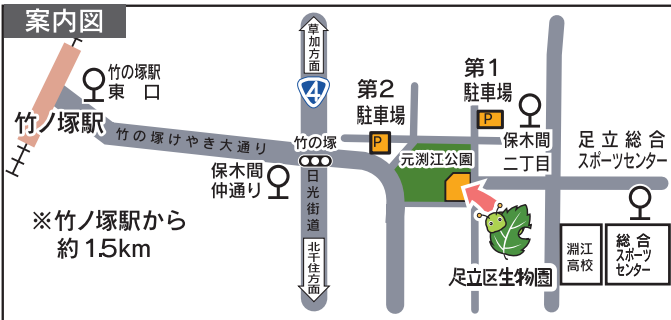 案内図
草加方面
4
竹の塚駅
東口
竹ノ塚駅
竹の塚けやき大通り
竹の塚
保木間
仲通り
日光街道
北千住方面
※竹ノ塚駅から
約1.5km
第2
駐車場
P
第1
駐車場
P
元渕江公園
保木間
二丁目
足立総合
スポーツセンター
足立区生物園
淵江
高校
総合
スポーツ
センター